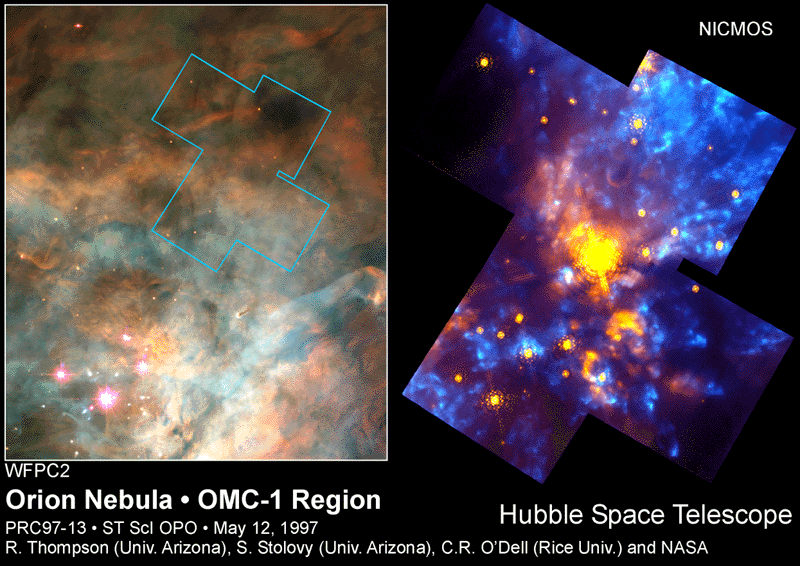 NICMOS
WFPC2
Orion Nebula • OMC-1 Region
PRC97-13 • ST ScI OPO • May 12, 1997
Hubble Space Telescope
R. Thompson (Univ. Arizona), S. Stolovy (Univ. Arizona), C.R. O'Dell (Rice Univ.) and NASA